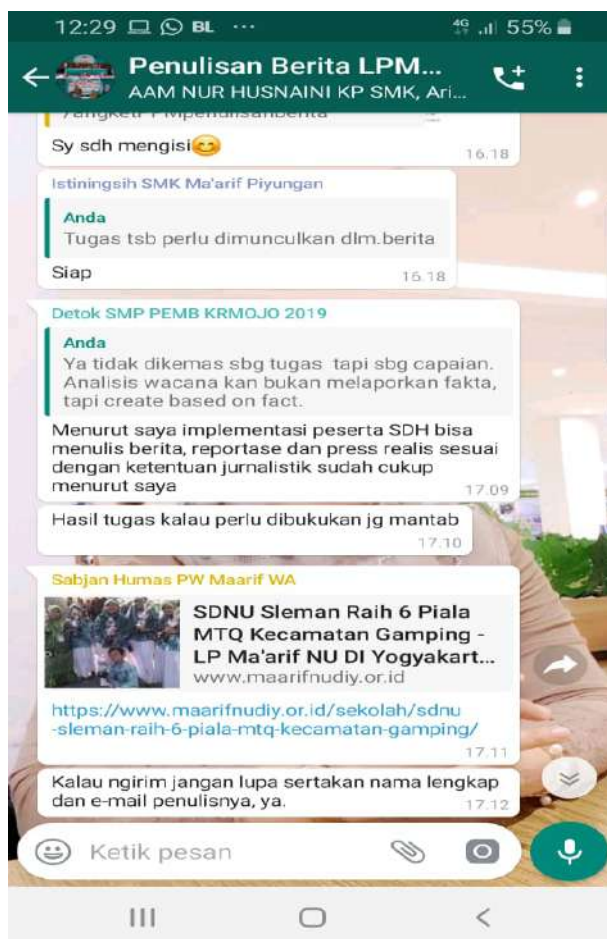 12:29 BL ... 4G 55%
Penulisan Berita LPM...
AAM NUR HUSNAINI KP SMK, Ari...
Sy sdh mengisi😊
16.18
Istiningsih SMK Ma'arif Piyungan
Anda
Tugas tsb perlu dimunculkan dlm.berita
Siap
16.18
Detok SMP PEMB KRMOJO 2019
Anda
Ya tidak dikemas sbg tugas tapi sbg capaian.
Analisis wacana kan bukan melaporkan fakta,
tapi create based on fact.
Menurut saya implementasi peserta SDH bisa
menulis berita, reportase dan press realis sesuai
dengan ketentuan jurnalistik sudah cukup
menurut saya
17.09
Hasil tugas kalau perlu dibukukan jg mantab
17.10
Sabjan Humas PW Maarif WA
SDNU Sleman Raih 6 Piala
MTQ Kecamatan Gamping -
LP Ma'arif NU DI Yogyakart...
www.maarifnudiy.or.id
https://www.maarifnudiy.or.id/sekolah/sdnu
-sleman-raih-6-piala-mtq-kecamatan-gamping/
17.11
Kalau ngirim jangan lupa sertakan nama lengkap
dan e-mail penulisnya, ya.
17.12
Ketik pesan